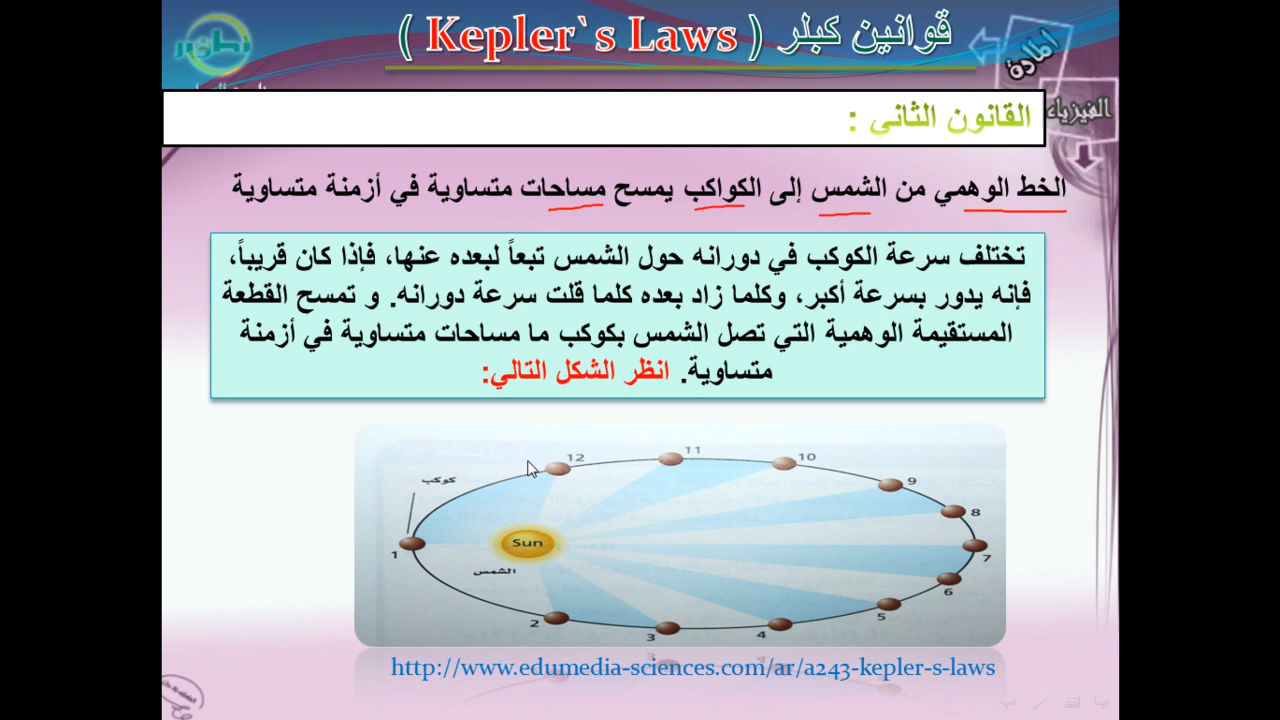 قوانين كبلر ( Kepler`s Laws )
تطوير
المادة
الفيزياء
القانون الثاني :
الخط الوهمي من الشمس إلى الكواكب يمسح مساحات متساوية في أزمنة متساوية
تختلف سرعة الكوكب في دورانه حول الشمس تبعاً لبعده عنها، فإذا كان قريباً،
فإنه يدور بسرعة أكبر، وكلما زاد بعده كلما قلت سرعة دورانه. و تمسح القطعة
المستقيمة الوهمية التي تصل الشمس بكوكب ما مساحات متساوية في أزمنة
متساوية. انظر الشكل التالي:
12
11
10
9
8
7
6
5
4
3
2
1
كوكب
Sun
الشمس
http://www.edumedia-sciences.com/ar/a243-kepler-s-laws